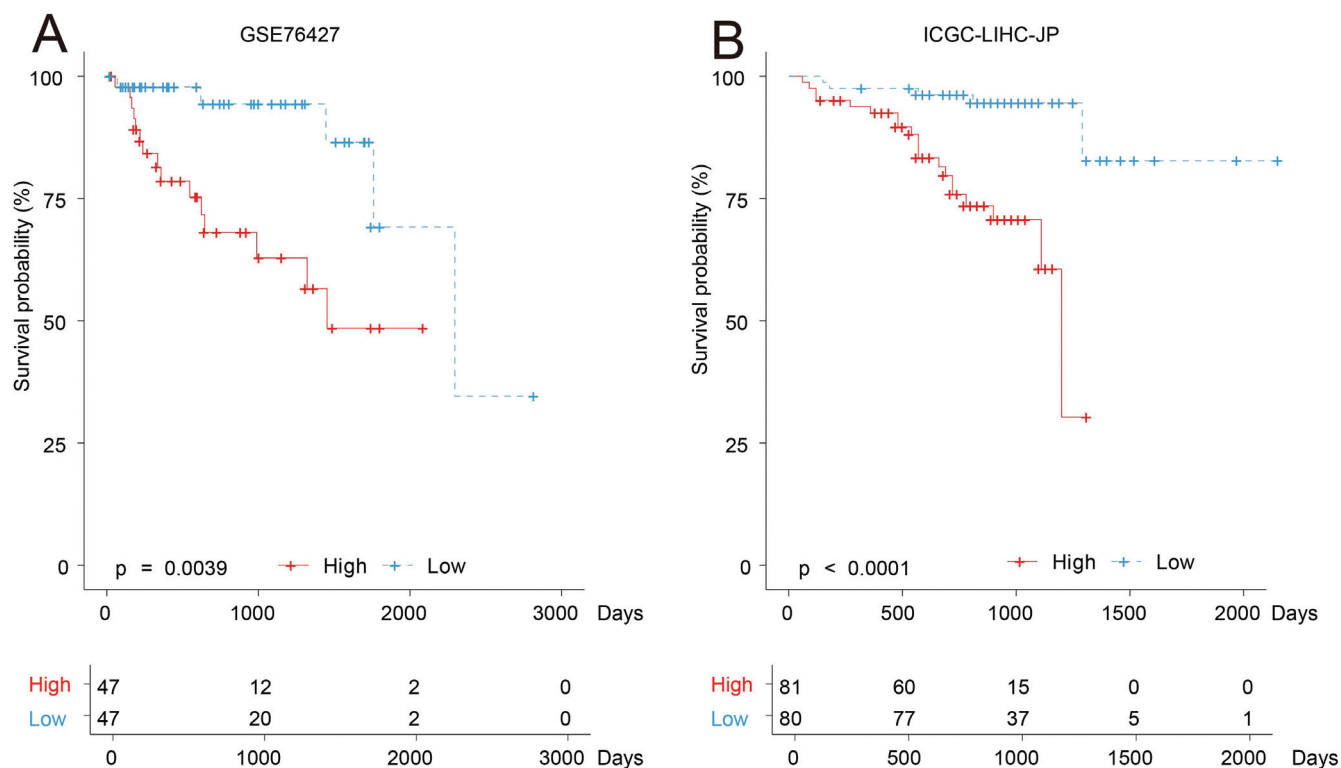 A
GSE76427
Survival probability (%)
100
75
50
25
0
p = 0.0039
High
Low
0 1000 2000 3000 Days
High 47 12 2 0
Low 47 20 2 0
0 1000 2000 3000 Days
B
ICGC-LIHC-JP
Survival probability (%)
100
75
50
25
0
p < 0.0001
High
Low
0 500 1000 1500 2000 Days
High 81 60 15 0 0
Low 80 77 37 5 1
0 500 1000 1500 2000 Days